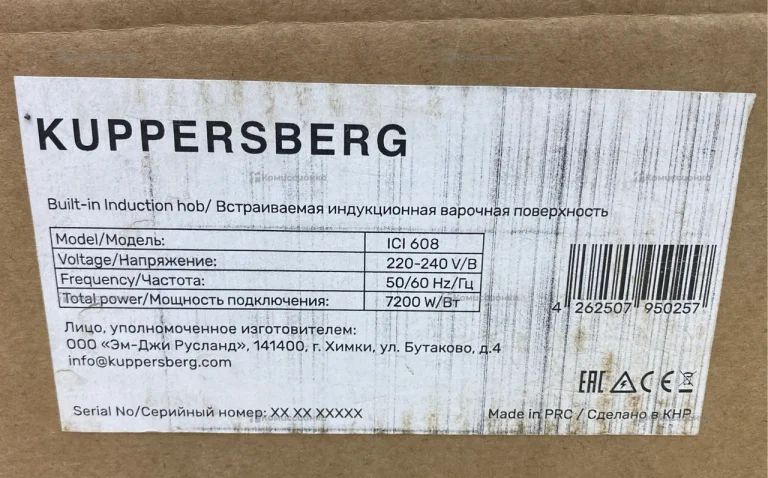 KUPPERSBERG
Комиссионка
Built-in Induction hob/ Встраиваемая индукционная варочная поверхность
Model/Модель: ICI 608
Voltage/Напряжение: 220-240 V/В
Frequency/Частота: 50/60 Hz/Гц
Total power/Мощность подключения: 7200 W/Вт
4 262507 950257
Лицо, уполномоченное изготовителем:
ООО «Эм-Джи Русланд», 141400, г. Химки, ул. Бутаково, д.4
info@kuppersberg.com
EAC CE
Serial No/Серийный номер: XX XX XXXXX
Made in PRC / Сделано в КНР